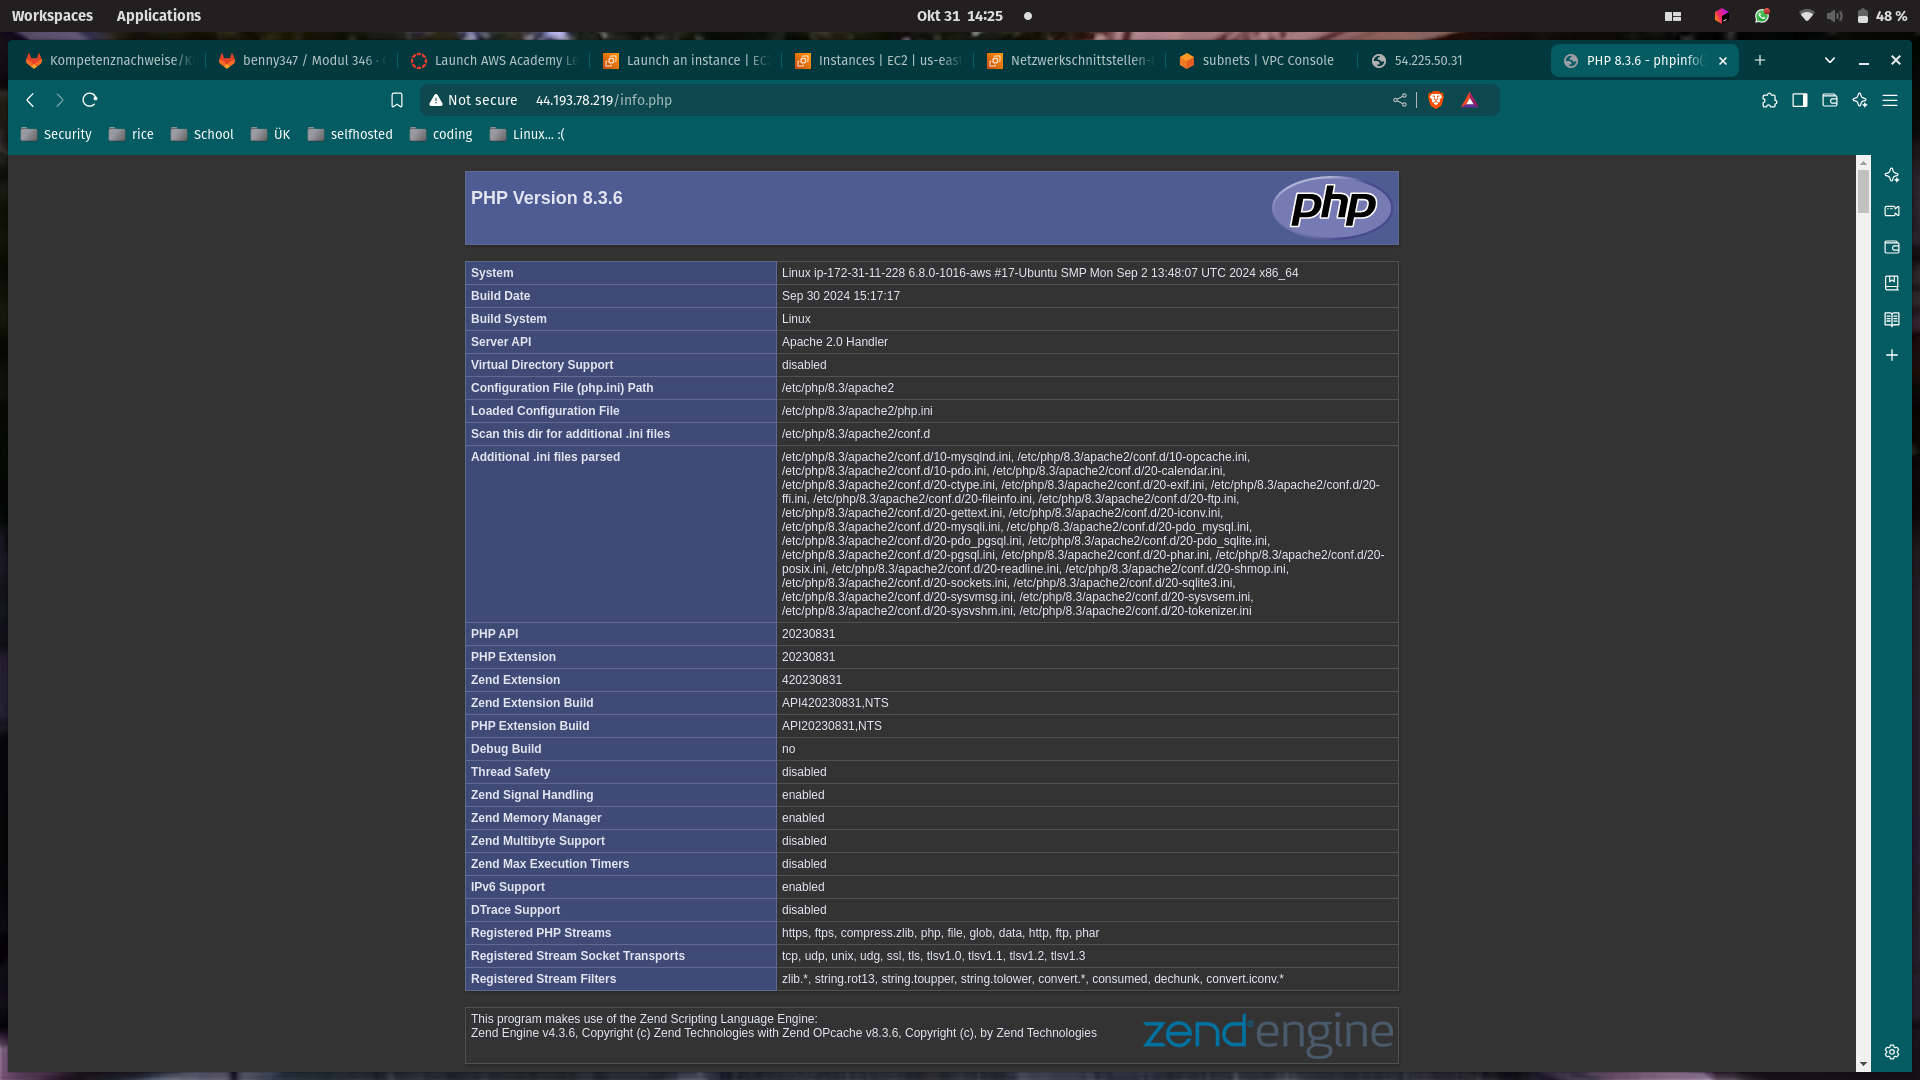 Workspaces
Applications
Okt 31 14:25
48 %
Kompetenznachweise/K
benny347 / Modul 346 ·
Launch AWS Academy Le
Launch an instance | EC
Instances | EC2 | us-east
Netzwerkschnittstellen-
subnets | VPC Console
54.225.50.31
PHP 8.3.6 - phpinfo(
Not secure
44.193.78.219/info.php
Security
rice
School
ÜK
selfhosted
coding
Linux... :(
PHP Version 8.3.6
php
System Linux ip-172-31-11-228 6.8.0-1016-aws #17-Ubuntu SMP Mon Sep 2 13:48:07 UTC 2024 x86_64
Build Date Sep 30 2024 15:17:17
Build System Linux
Server API Apache 2.0 Handler
Virtual Directory Support disabled
Configuration File (php.ini) Path /etc/php/8.3/apache2
Loaded Configuration File /etc/php/8.3/apache2/php.ini
Scan this dir for additional .ini files /etc/php/8.3/apache2/conf.d
Additional .ini files parsed /etc/php/8.3/apache2/conf.d/10-mysqlnd.ini, /etc/php/8.3/apache2/conf.d/10-opcache.ini,
/etc/php/8.3/apache2/conf.d/10-pdo.ini, /etc/php/8.3/apache2/conf.d/20-calendar.ini,
/etc/php/8.3/apache2/conf.d/20-ctype.ini, /etc/php/8.3/apache2/conf.d/20-exif.ini, /etc/php/8.3/apache2/conf.d/20-
ffi.ini, /etc/php/8.3/apache2/conf.d/20-fileinfo.ini, /etc/php/8.3/apache2/conf.d/20-ftp.ini,
/etc/php/8.3/apache2/conf.d/20-gettext.ini, /etc/php/8.3/apache2/conf.d/20-iconv.ini,
/etc/php/8.3/apache2/conf.d/20-mysqli.ini, /etc/php/8.3/apache2/conf.d/20-pdo_mysql.ini,
/etc/php/8.3/apache2/conf.d/20-pdo_pgsql.ini, /etc/php/8.3/apache2/conf.d/20-pdo_sqlite.ini,
/etc/php/8.3/apache2/conf.d/20-pgsql.ini, /etc/php/8.3/apache2/conf.d/20-phar.ini, /etc/php/8.3/apache2/conf.d/20-
posix.ini, /etc/php/8.3/apache2/conf.d/20-readline.ini, /etc/php/8.3/apache2/conf.d/20-shmop.ini,
/etc/php/8.3/apache2/conf.d/20-sockets.ini, /etc/php/8.3/apache2/conf.d/20-sqlite3.ini,
/etc/php/8.3/apache2/conf.d/20-sysvmsg.ini, /etc/php/8.3/apache2/conf.d/20-sysvsem.ini,
/etc/php/8.3/apache2/conf.d/20-sysvshm.ini, /etc/php/8.3/apache2/conf.d/20-tokenizer.ini
PHP API 20230831
PHP Extension 20230831
Zend Extension 420230831
Zend Extension Build API420230831,NTS
PHP Extension Build API20230831,NTS
Debug Build no
Thread Safety disabled
Zend Signal Handling enabled
Zend Memory Manager enabled
Zend Multibyte Support disabled
Zend Max Execution Timers disabled
IPv6 Support enabled
DTrace Support disabled
Registered PHP Streams https, ftps, compress.zlib, php, file, glob, data, http, ftp, phar
Registered Stream Socket Transports tcp, udp, unix, udg, ssl, tls, tlsv1.0, tlsv1.1, tlsv1.2, tlsv1.3
Registered Stream Filters zlib.*, string.rot13, string.toupper, string.tolower, convert.*, consumed, dechunk, convert.iconv.*
This program makes use of the Zend Scripting Language Engine:
Zend Engine v4.3.6, Copyright (c) Zend Technologies with Zend OPcache v8.3.6, Copyright (c), by Zend Technologies
zend®engine